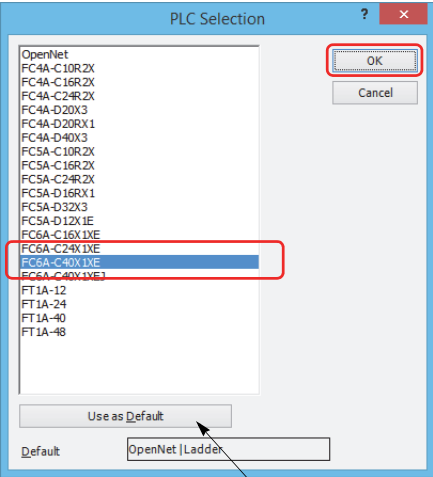 PLC Selection
?
×
OpenNet
FC4A-C10R2X
FC4A-C16R2X
FC4A-C24R2X
FC4A-D20X3
FC4A-D20RX1
FC4A-D40X3
FC5A-C10R2X
FC5A-C16R2X
FC5A-C24R2X
FC5A-D16RX1
FC5A-D32X3
FC5A-D12X1E
FC6A-C16X1XE
FC6A-C24X1XE
FC6A-C40X1XE
FC6A-C40X1XEJ
FT1A-12
FT1A-24
FT1A-40
FT1A-48
OK
Cancel
Use as Default
Default
OpenNet | Ladder